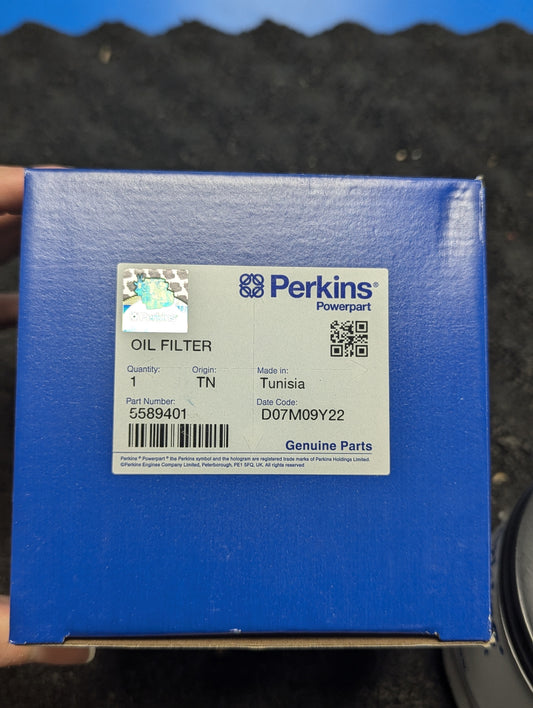 Perkins®
Powerpart
OIL FILTER
Quantity: Origin: Made in:
1 TN Tunisia
Part Number: Date Code:
5589401 D07M09Y22
Genuine Parts
Perkins ® Powerpart ® the Perkins symbol and the hologram are registered trade marks of Perkins Holdings Limited.
©Perkins Engines Company Limited, Peterborough, PE1 5FQ, UK. All rights reserved